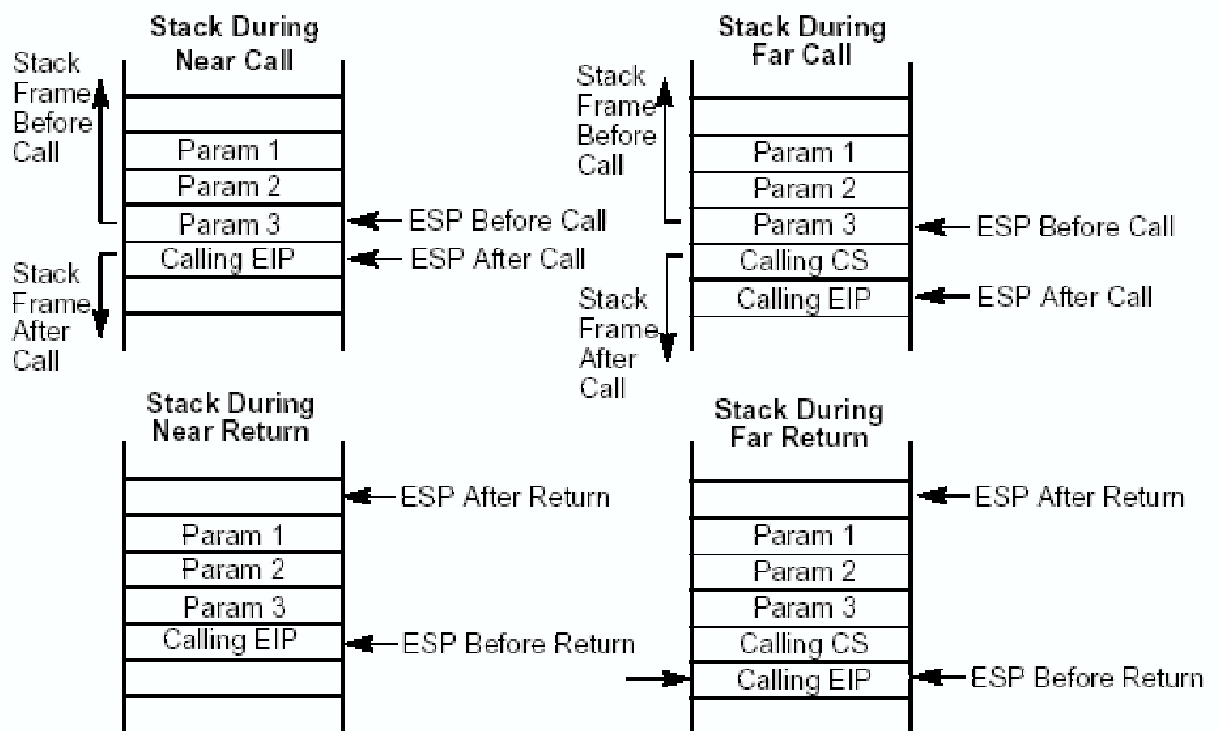 Stack During
Near Call
Stack
Frame
Before
Call
Param 1
Param 2
Param 3
Calling EIP
ESP Before Call
ESP After Call
Stack
Frame
After
Call
Stack During
Far Call
Stack
Frame
Before
Call
Param 1
Param 2
Param 3
Calling CS
Calling EIP
ESP Before Call
ESP After Call
Stack
Frame
After
Call
Stack During
Near Return
ESP After Return
Param 1
Param 2
Param 3
Calling EIP
ESP Before Return
Stack During
Far Return
ESP After Return
Param 1
Param 2
Param 3
Calling CS
Calling EIP
ESP Before Return